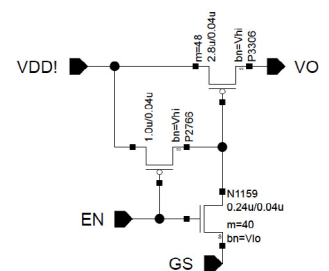 m=48
2.8u/0.04u
bn=Vhi
P3306
VDD!
VO
1.0u/0.04u
bn=Vhi
P2766
N1159
0.24u/0.04u
EN
m=40
bn=Vlo
GS